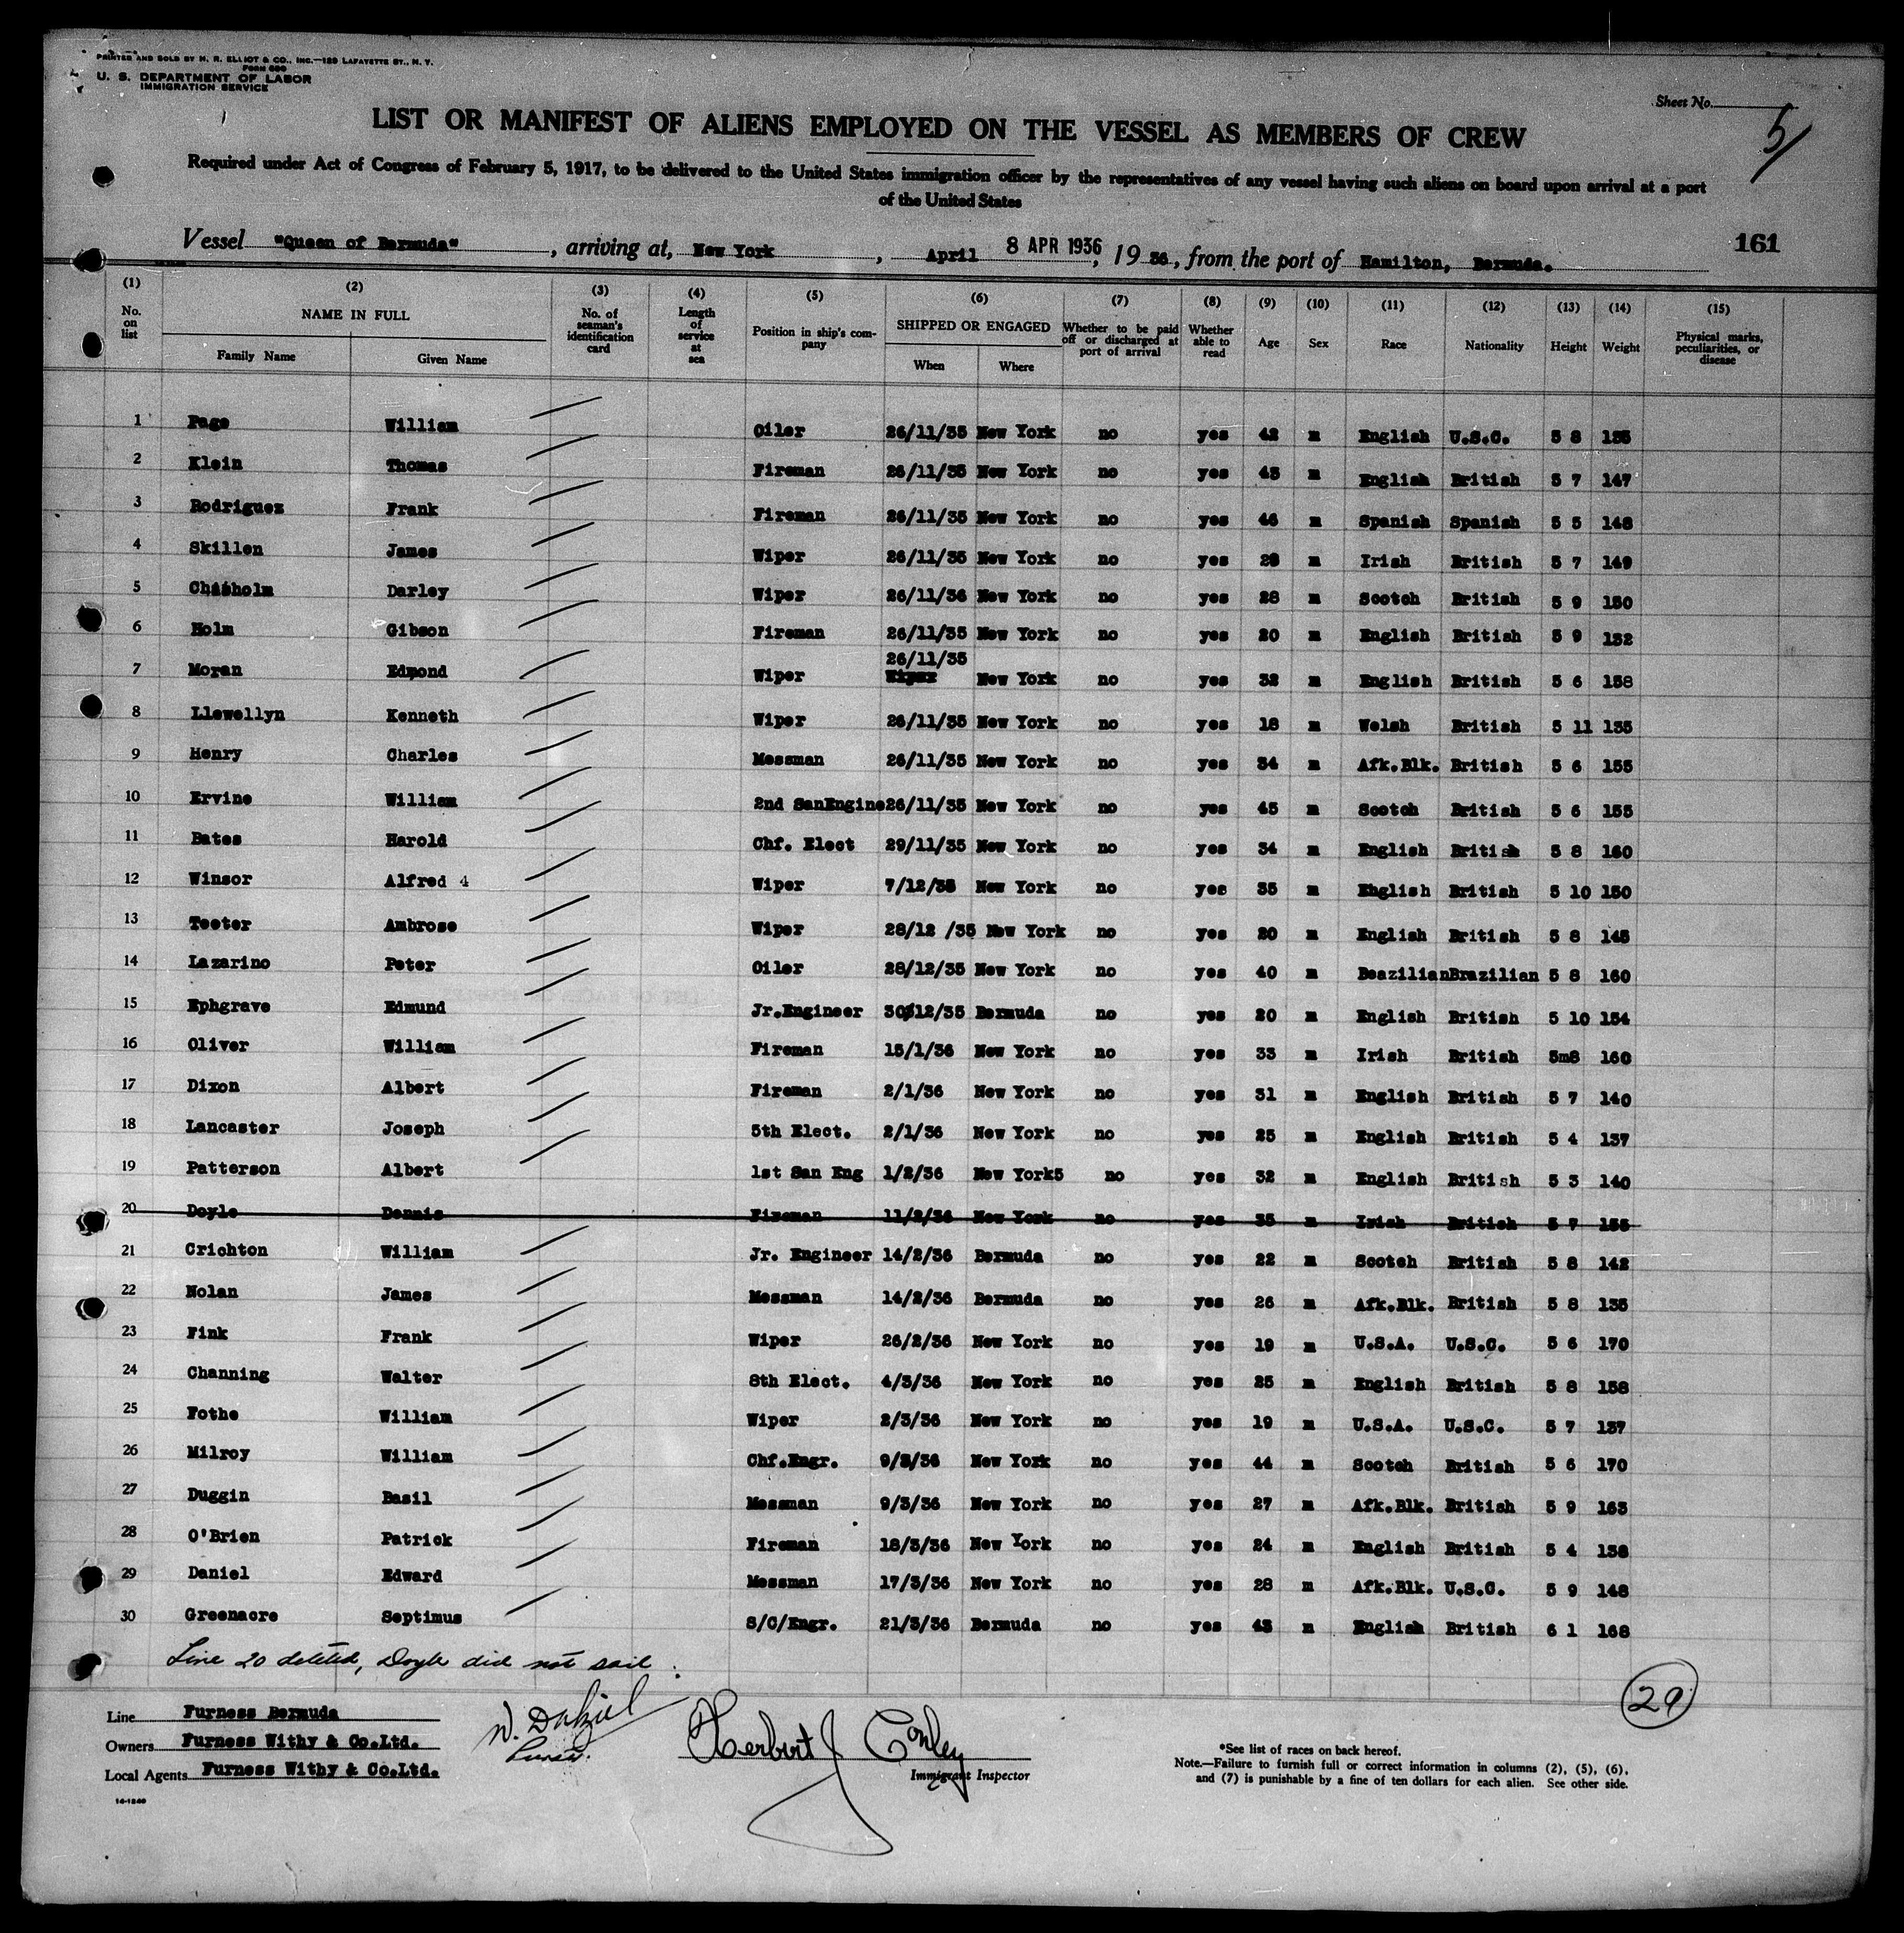 PRINTED AND SOLD BY H. R. ELLIOT & CO., INC.—129 LAFAYETTE ST., N. Y.
FORM 689
U. S. DEPARTMENT OF LABOR
IMMIGRATION SERVICE
Sheet No.
5/
LIST OR MANIFEST OF ALIENS EMPLOYED ON THE VESSEL AS MEMBERS OF CREW
Required under Act of Congress of February 5, 1917, to be delivered to the United States immigration officer by the representatives of any vessel having such aliens on board upon arrival at a port
of the United States
Vessel "Queen of Bermuda", arriving at, New York, April 8 APR 1936, 19 36, from the port of Hamilton, Bermuda. 161
(1) (2) (3) (4) (5) (6) (7) (8) (9) (10) (11) (12) (13) (14) (15)
No. on list NAME IN FULL Family Name Given Name No. of seaman's identification card Length of service at sea Position in ship's company SHIPPED OR ENGAGED When Where Whether to be paid off or discharged at port of arrival Whether able to read Age Sex Race Nationality Height Weight Physical marks, peculiarities, or disease
1 Page William Oiler 26/11/35 New York no yes 42 m English U.S.C. 5 8 135
2 Klein Thomas Fireman 26/11/35 New York no yes 43 m English British 5 7 147
3 Rodriguez Frank Fireman 26/11/35 New York no yes 46 m Spanish Spanish 5 5 148
4 Skillen James Wiper 26/11/35 New York no yes 28 m Irish British 5 7 149
5 Chisholm Darley Wiper 26/11/36 New York no yes 28 m Scotch British 5 9 150
6 Holm Gibson Fireman 26/11/35 New York no yes 20 m English British 5 9 132
7 Moran Edmond Wiper 26/11/35 Wiper New York no yes 32 m English British 5 6 158
8 Llewellyn Kenneth Wiper 26/11/35 New York no yes 18 m Welsh British 5 11 135
9 Henry Charles Messman 26/11/35 New York no yes 34 m Afk.Blk. British 5 6 155
10 Ervine William 2nd SanEngine 26/11/35 New York no yes 45 m Scotch British 5 6 155
11 Bates Harold Chf. Elect 29/11/35 New York no yes 34 m English British 5 8 160
12 Winsor Alfred 4 Wiper 7/12/35 New York no yes 35 m Ehglish British 5 10 150
13 Teeter Ambrose Wiper 28/12 /35 New York no yes 20 m English British 5 8 145
14 Lazarino Peter Oiler 28/12/35 New York no yes 40 m Beazilian Brazilian 5 8 160
15 Ephgrave Edmund Jr.Engineer 30/12/35 Bermuda no yes 20 m English British 5 10 154
16 Oliver William Fireman 15/1/36 New York no yes 33 m Irish British 5m8 160
17 Dixon Albert Fireman 2/1/36 New York no yes 31 m English British 5 7 140
18 Lancaster Joseph 5th Elect. 2/1/36 New York no yes 25 m English British 5 4 137
19 Patterson Albert 1st San Eng 1/2/36 New York5 no yes 32 m English British 5 3 140
20 Doyle Dennis Fireman 11/2/36 New York no yes 35 m Irish British 5 7 155
21 Crichton William Jr. Engineer 14/2/36 Bermuda no yes 22 m Scotch British 5 8 142
22 Nolan James Messman 14/2/36 Bermuda no yes 26 m Afk.Blk. British 5 8 135
23 Fink Frank Wiper 26/2/36 New York no yes 19 m U.S.A. U.S.C. 5 6 170
24 Channing Walter 8th Elect. 4/3/36 New York no yes 25 m English British 5 8 158
25 Fothe William Wiper 2/3/36 New York no yes 19 m U.S.A. U.S.C. 5 7 137
26 Milroy William Chf.Engr. 9/3/36 New York no yes 44 m Scotch British 5 6 170
27 Duggin Basil Messman 9/3/36 New York no yes 27 m Afk.Blk. British 5 9 163
28 O'Brien Patrick Fireman 18/3/36 New York no yes 24 m English British 5 4 138
29 Daniel Edward Messman 17/3/36 New York no yes 28 m Afk.Blk. U.S.C. 5 9 148
30 Greenacre Septimus S/C/Engr. 21/3/36 Bermuda no yes 43 m English British 6 1 168
Line 20 deleted, Doyle did not sail.
29
Line Furness Bermuda
Owners Furness Withy & Co.Ltd.
Local Agents Furness Withy & Co.Ltd.
14-1240
N. Dalziel
Purser.
Herbert J Conley
Immigrant Inspector
*See list of races on back hereof.
Note.—Failure to furnish full or correct information in columns (2), (5), (6),
and (7) is punishable by a fine of ten dollars for each alien. See other side.